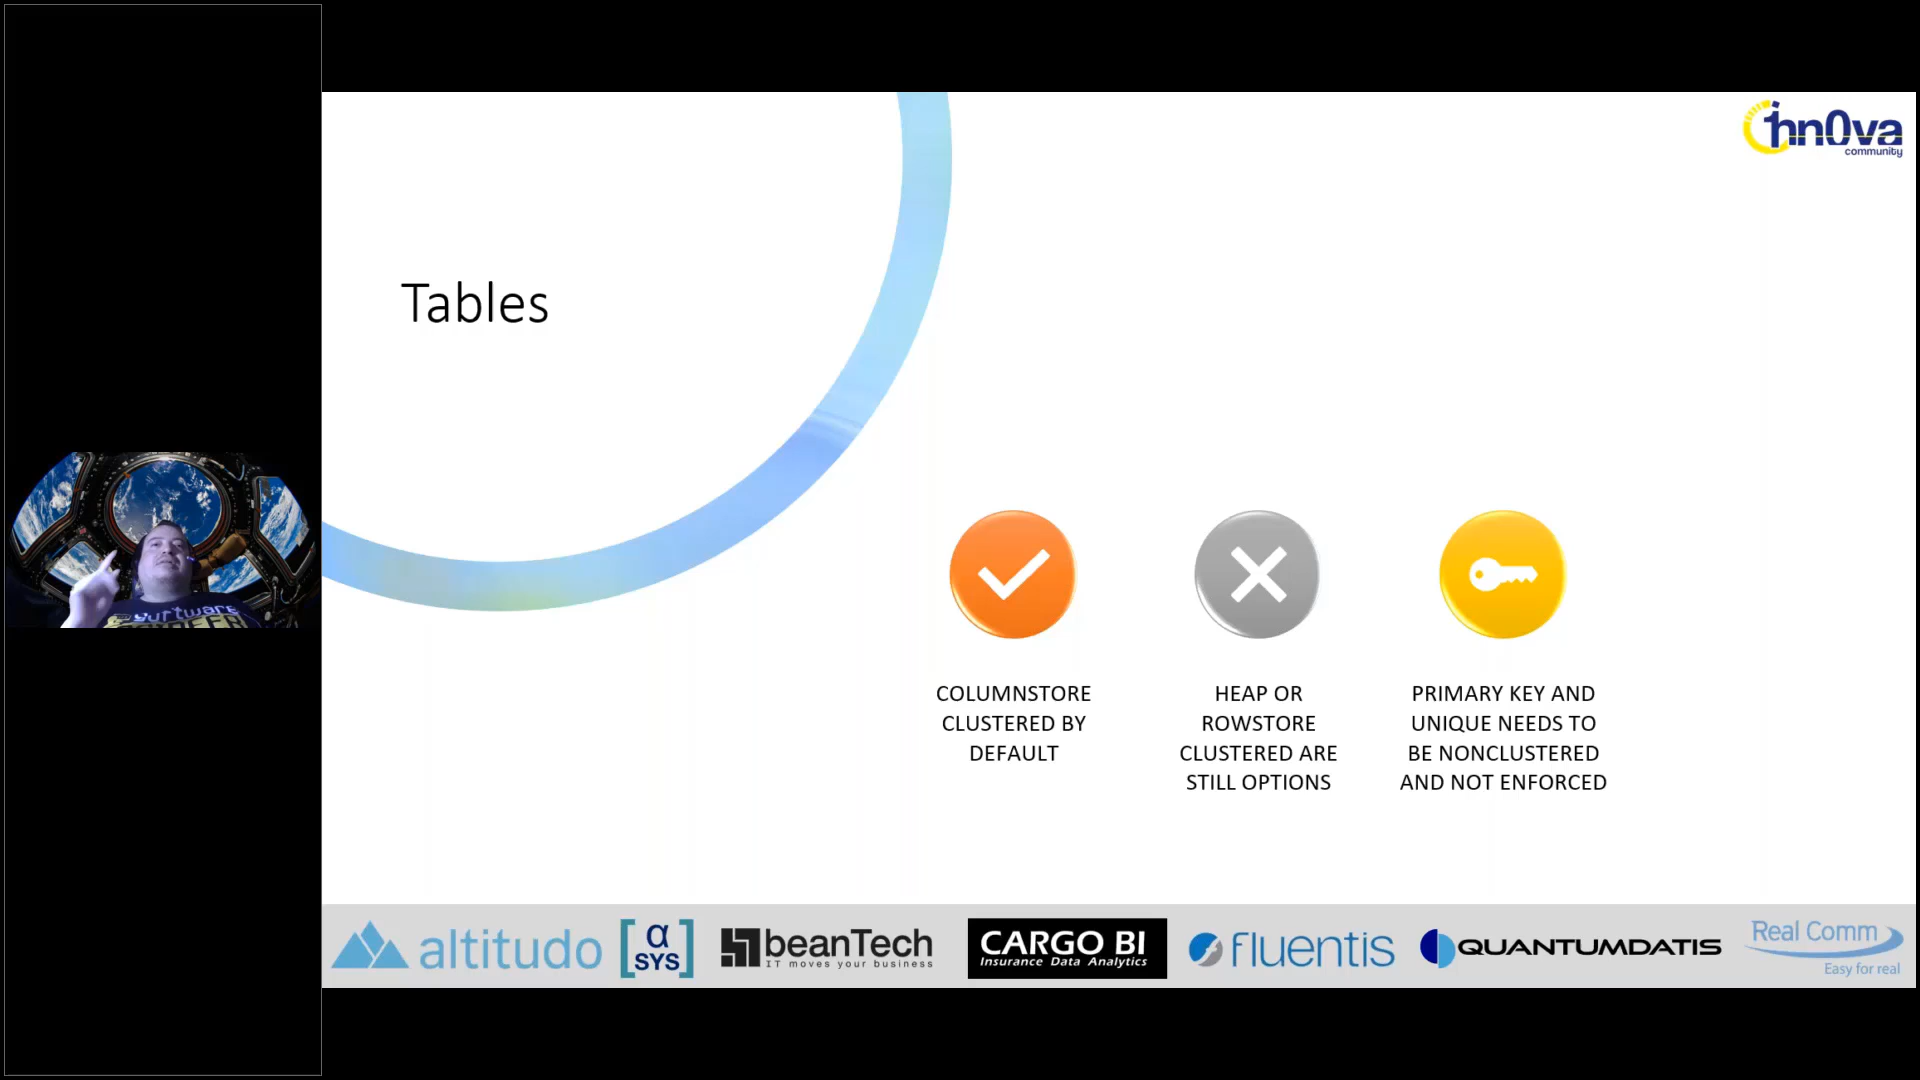 1nn0va
community
Tables
COLUMNSTORE
CLUSTERED BY
DEFAULT
HEAP OR
ROWSTORE
CLUSTERED ARE
STILL OPTIONS
PRIMARY KEY AND
UNIQUE NEEDS TO
BE NONCLUSTERED
AND NOT ENFORCED
altitudo
α
SYS
beanTech
IT moves your business
CARGO BI
Insurance Data Analytics
fluentis
QUANTUMDATIS
Real Comm
Easy for real